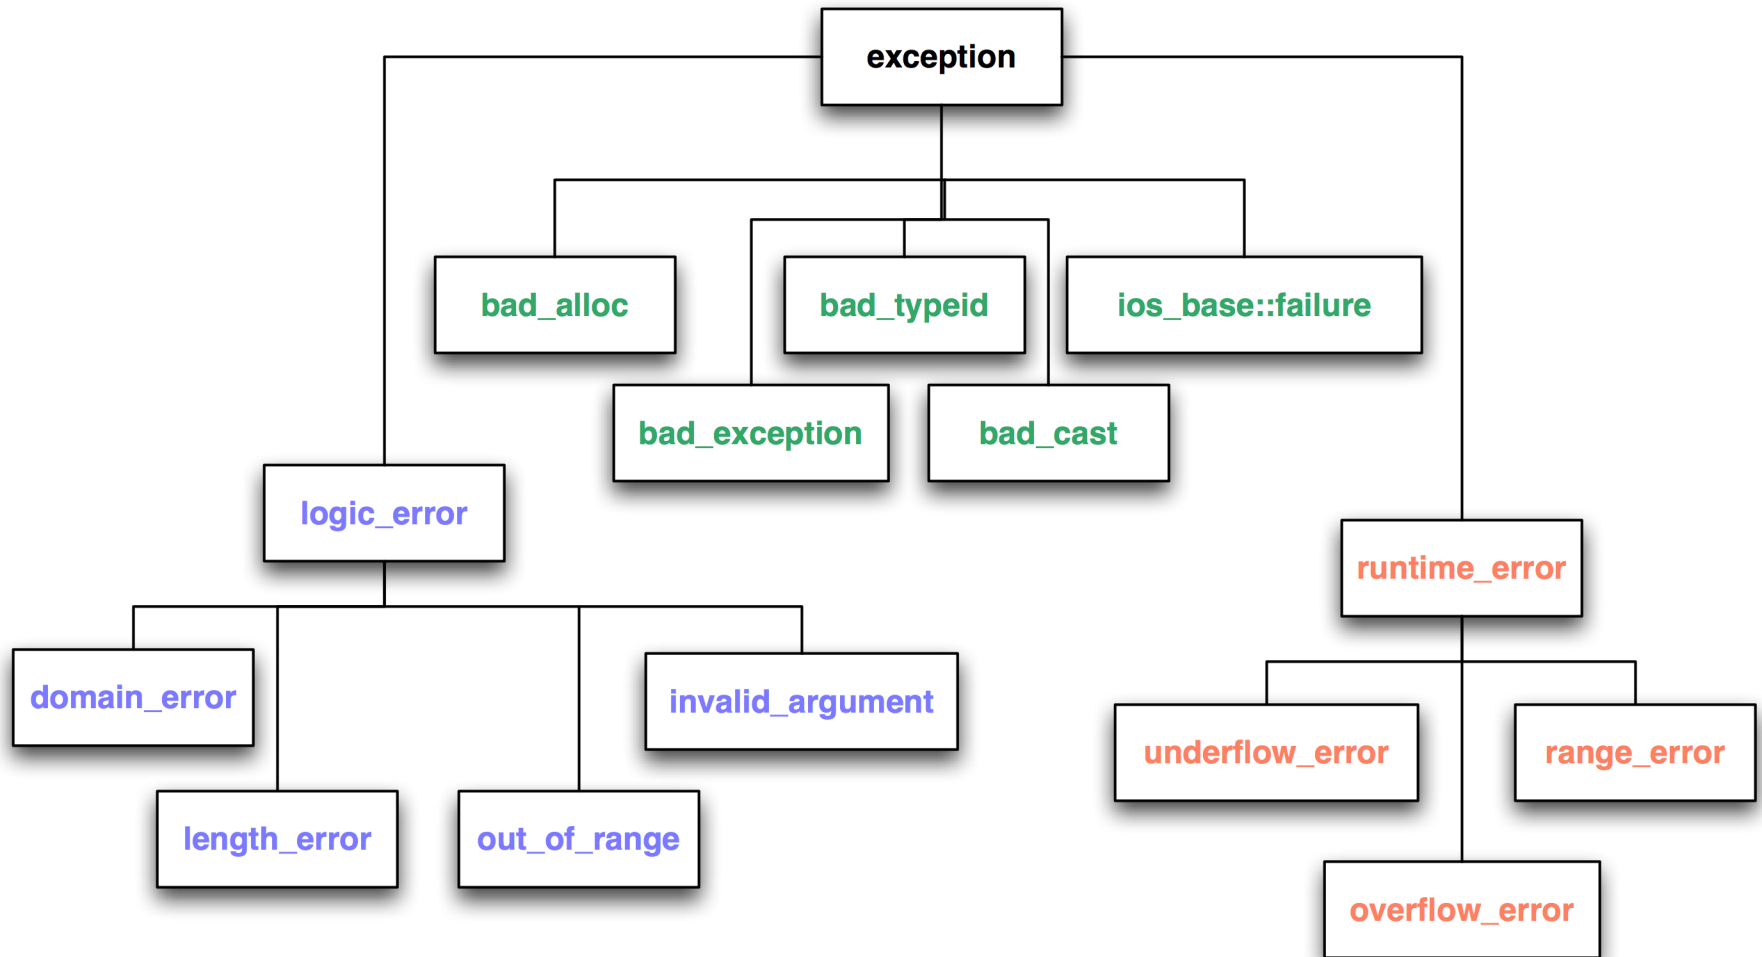 exception
bad_alloc
bad_typeid
ios_base::failure
bad_exception
bad_cast
logic_error
runtime_error
domain_error
invalid_argument
underflow_error
range_error
length_error
out_of_range
overflow_error